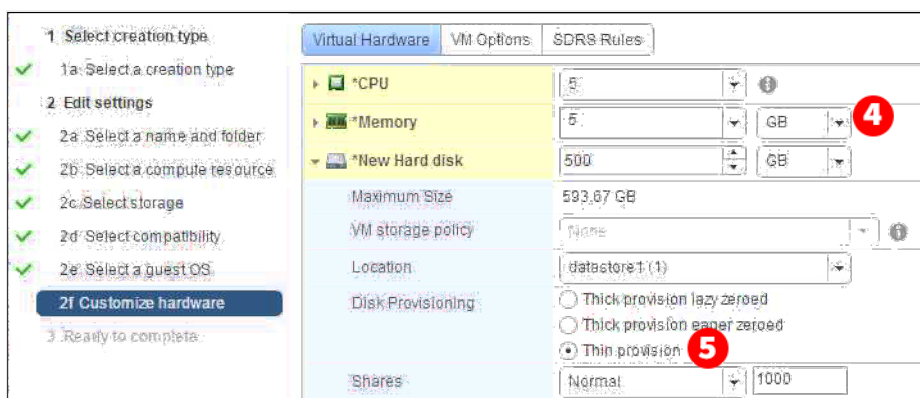 1 Select creation type
1a Select a creation type
2 Edit settings
2a Select a name and folder
2b Select a compute resource
2c Select storage
2d Select compatibility
2e Select a guest OS
2f Customize hardware
3 Ready to complete
Virtual Hardware VM Options SDRS Rules
*CPU 5
*Memory 5 GB 4
*New Hard disk 500 GB
Maximum Size 593,67 GB
VM storage policy None
Location datastore1 (1)
Disk Provisioning Thick provision lazy zeroed
Thick provision eager zeroed
Thin provision 5
Shares Normal 1000